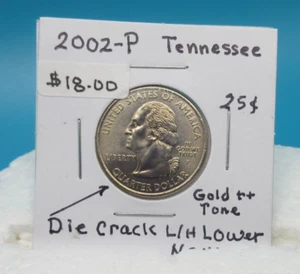 2002-P Tennessee
$18.00
25¢
UNITED STATES OF AMERICA
LIBERTY
QUARTER DOLLAR
Gold ++
Tone
Die Crack L/H Lower